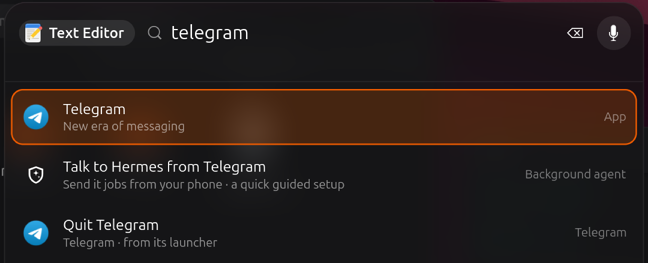 Text Editor telegram
Telegram
New era of messaging
App
Talk to Hermes from Telegram
Send it jobs from your phone · a quick guided setup
Background agent
Quit Telegram
Telegram · from its launcher
Telegram